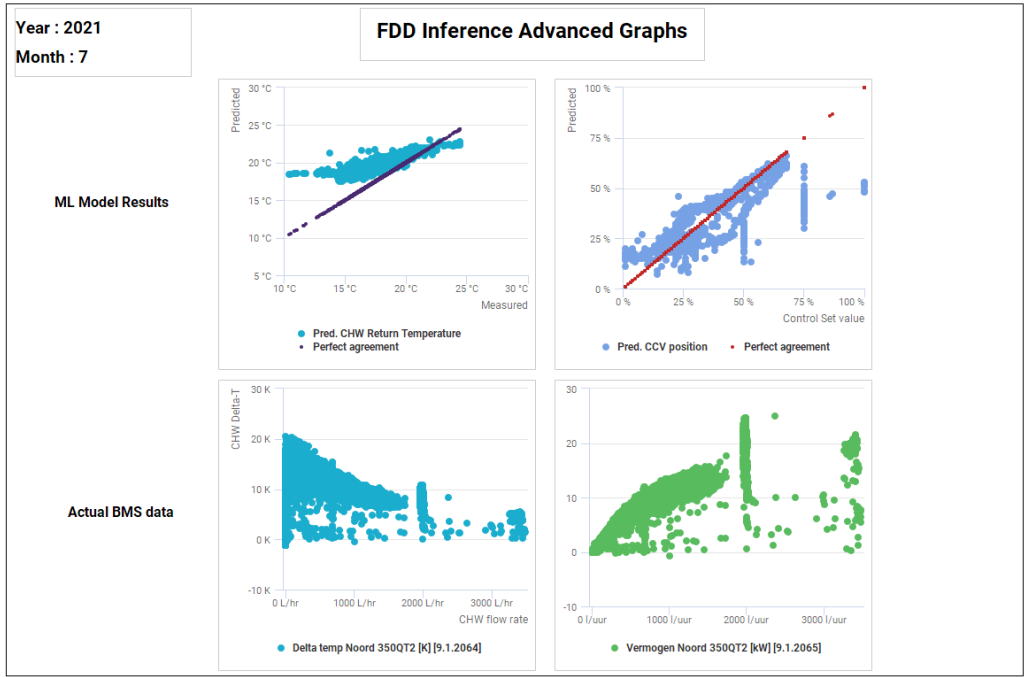 Year : 2021
Month : 7
FDD Inference Advanced Graphs
ML Model Results
Predicted
30 °C
25 °C
20 °C
15 °C
10 °C
5 °C
10 °C 15 °C 20 °C 25 °C 30 °C
Measured
Pred. CHW Return Temperature
Perfect agreement
Predicted
100 %
75 %
50 %
25 %
0 %
0 % 25 % 50 % 75 % 100 %
Control Set value
Pred. CCV position Perfect agreement
Actual BMS data
CHW Delta-T
30 K
20 K
10 K
0 K
-10 K
0 L/hr 1000 L/hr 2000 L/hr 3000 L/hr
CHW flow rate
Delta temp Noord 350QT2 [K] [9.1.2064]
30
20
10
0
-10
0 l/uur 1000 l/uur 2000 l/uur 3000 l/uur
Vermogen Noord 350QT2 [kW] [9.1.2065]